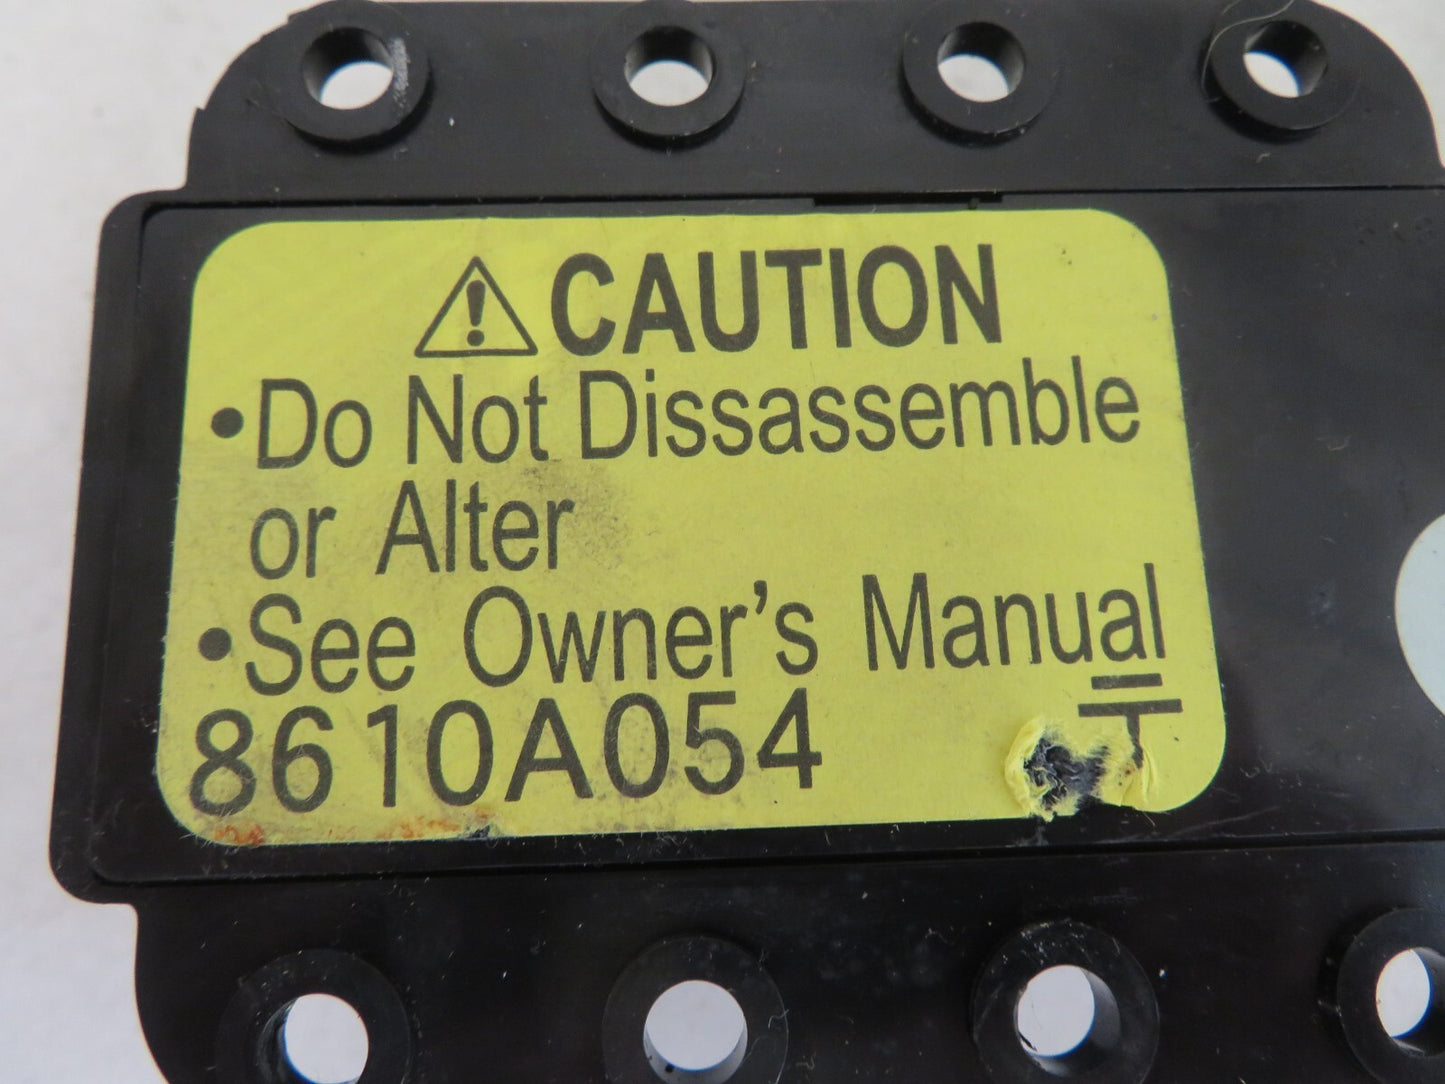 ⚠ CAUTION
•Do Not Dissassemble
or Alter
•See Owner's Manual
8610A054